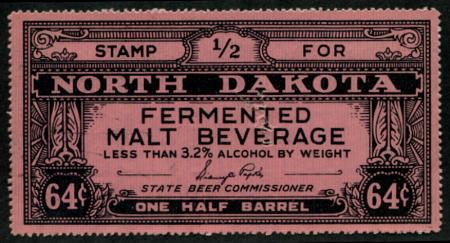 STAMP 1/2 FOR
NORTH DAKOTA
FERMENTED
MALT BEVERAGE
LESS THAN 3.2% ALCOHOL BY WEIGHT
STATE BEER COMMISSIONER
64¢ 64¢
ONE HALF BARREL